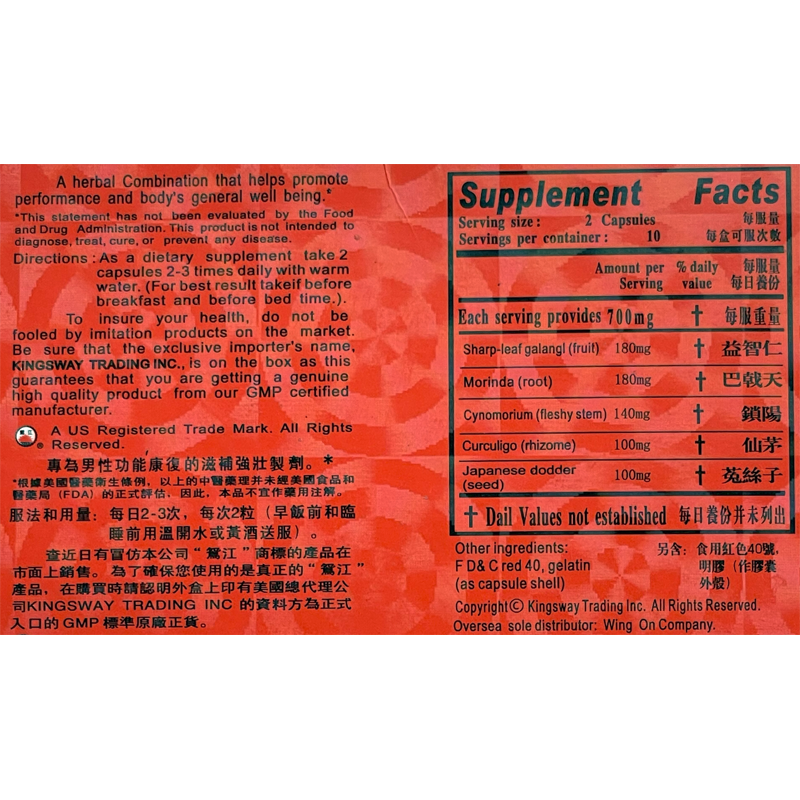 A herbal Combination that helps promote
performance and body's general well being.*
*This statement has not been evaluated by the Food
and Drug Administration. This product is not intended to
diagnose, treat, cure, or prevent any disease.
Directions : As a dietary supplement take 2
capsules 2-3 times daily with warm
water. (For best result takeif before
breakfast and before bed time.).
To insure your health, do not be
fooled by imitation products on the market.
Be sure that the exclusive importer's name,
KINGSWAY TRADING INC., is on the box as this
guarantees that you are getting a genuine
high quality product from our GMP certified
manufacturer.
A US Registered Trade Mark. All Rights
® Reserved.
專為男性功能康復的滋補強壯製劑。*
*根據美國醫藥衛生條例，以上的中醫藥理并未經美國食品和
醫藥局（FDA）的正式評估、因此，本品不宜作藥用注解。
服法和用量：每日2-3次，每次2粒（早飯前和臨
睡前用溫開水或黃酒送服）。
查近日有冒仿本公司“鴛江”商標的產品在
市面上銷售。為了確保您使用的是真正的“鴛江”
產品，在購買時請認明外盒上印有美國總代理公
司KINGSWAY TRADING INC 的資料方為正式
入口的 GMP 標準原廠正貨。
Supplement Facts
Serving size : 2 Capsules 每服量
Servings per container : 10 每盒可服次數
Amount per % daily 每服量
Serving value 每日養份
Each serving provides 700mg † 每服重量
Sharp-leaf galangl (fruit) 180mg † 益智仁
Morinda (root) 180mg † 巴戟天
Cynomorium (fleshy stem) 140mg † 鎖陽
Curculigo (rhizome) 100mg † 仙茅
Japanese dodder
(seed) 100mg † 菟絲子
† Dail Values not established 每日養份并未列出
Other ingredients:
F D& C red 40, gelatin
(as capsule shell)
另含：食用紅色40號，
明膠（作膠囊
外殼）
Copyright© Kingsway Trading Inc. All Rights Reserved.
Oversea sole distributor: Wing On Company.